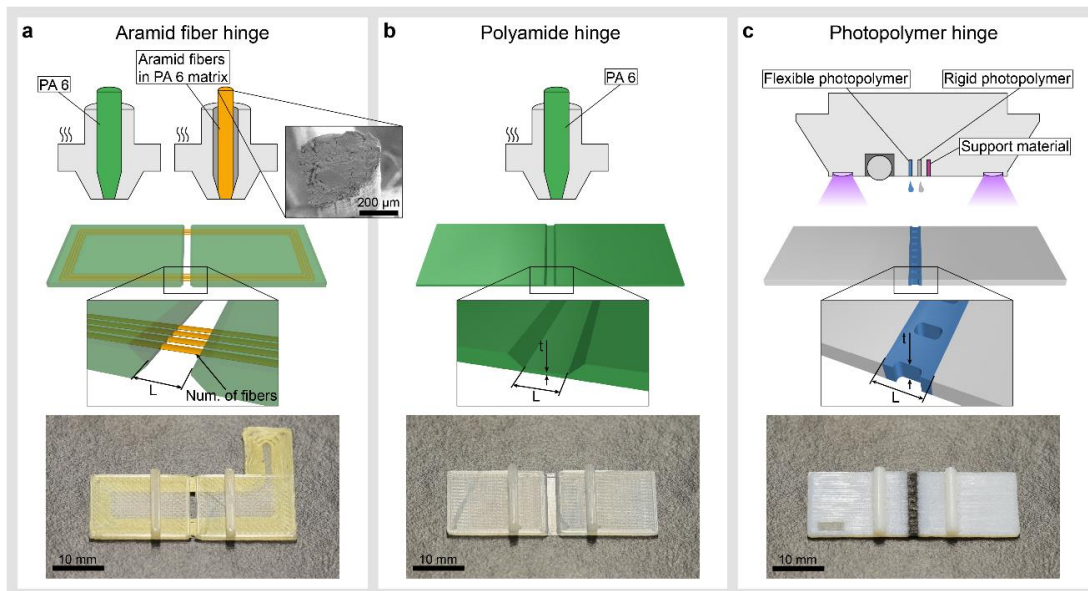 a
Aramid fiber hinge
PA 6
Aramid fibers
in PA 6 matrix
200 µm
L
Num. of fibers
10 mm
b
Polyamide hinge
PA 6
t
L
10 mm
c
Photopolymer hinge
Flexible photopolymer
Rigid photopolymer
Support material
t
L
10 mm